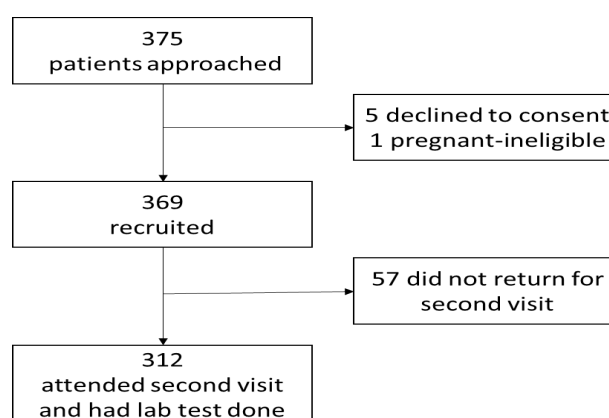 375
patients approached
5 declined to consent
1 pregnant-ineligible
369
recruited
57 did not return for
second visit
312
attended second visit
and had lab test done